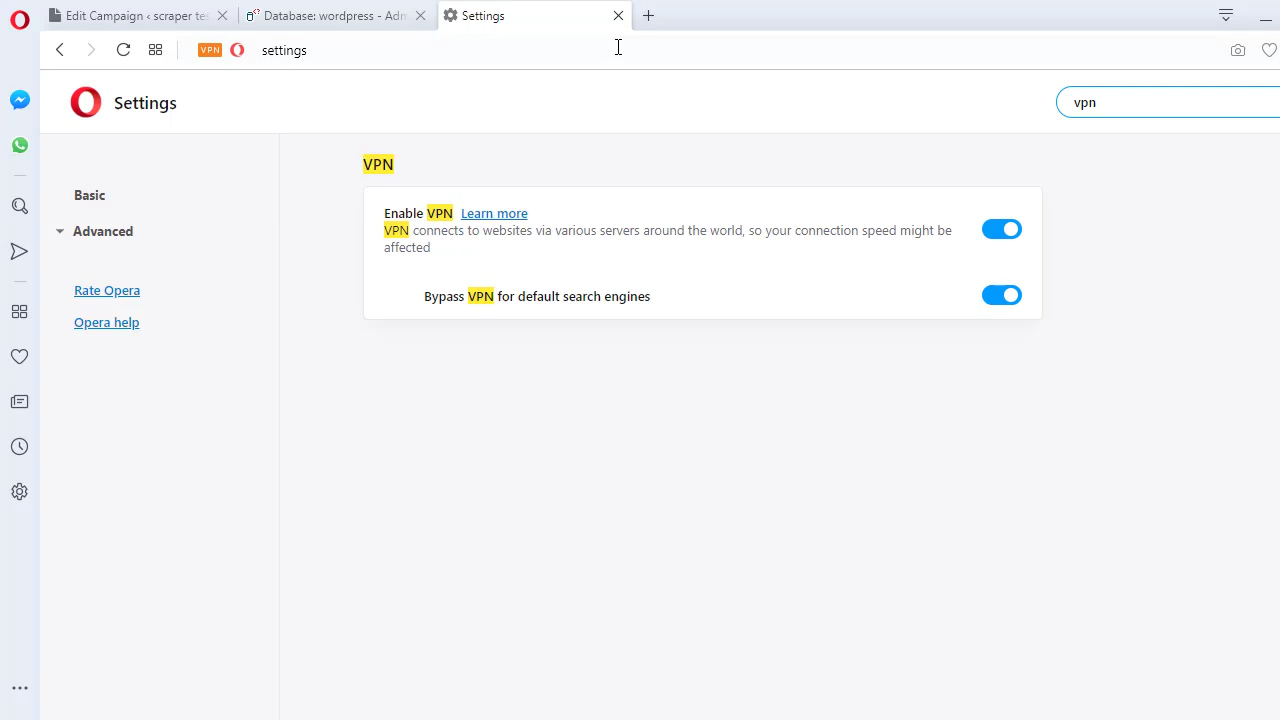 Edit Campaign ‹ scraper tes
Database: wordpress - Adm
Settings
VPN
settings
Settings
vpn
VPN
Basic
Enable VPN Learn more
VPN connects to websites via various servers around the world, so your connection speed might be
affected
Advanced
Rate Opera
Bypass VPN for default search engines
Opera help